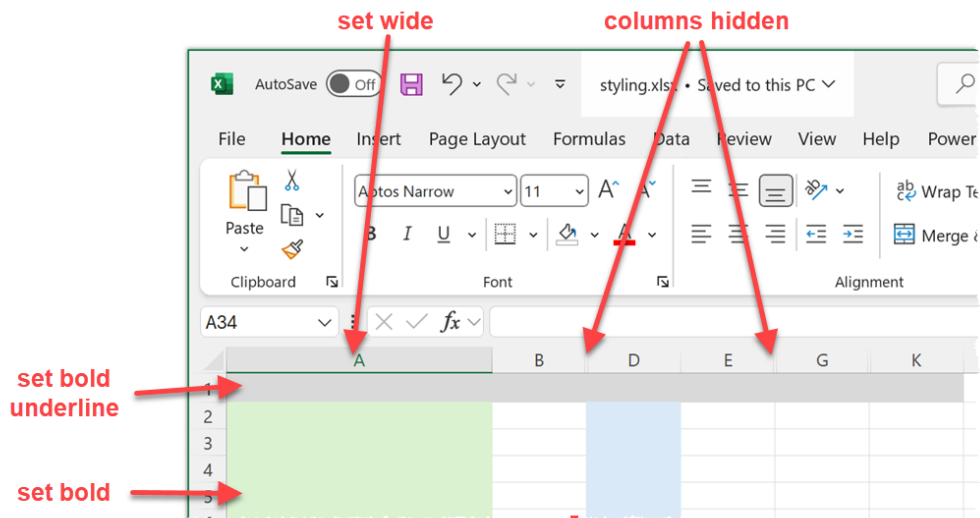 set wide
columns hidden
AutoSave Off styling.xlsx • Saved to this PC
File Home Insert Page Layout Formulas Data Review View Help Power
Aptos Narrow 11 A A ab Wrap Te
Paste B I U A Merge &
Clipboard Font Alignment
A34 fx
A B D E G K
set bold
underline
1
2
3
4
set bold
5